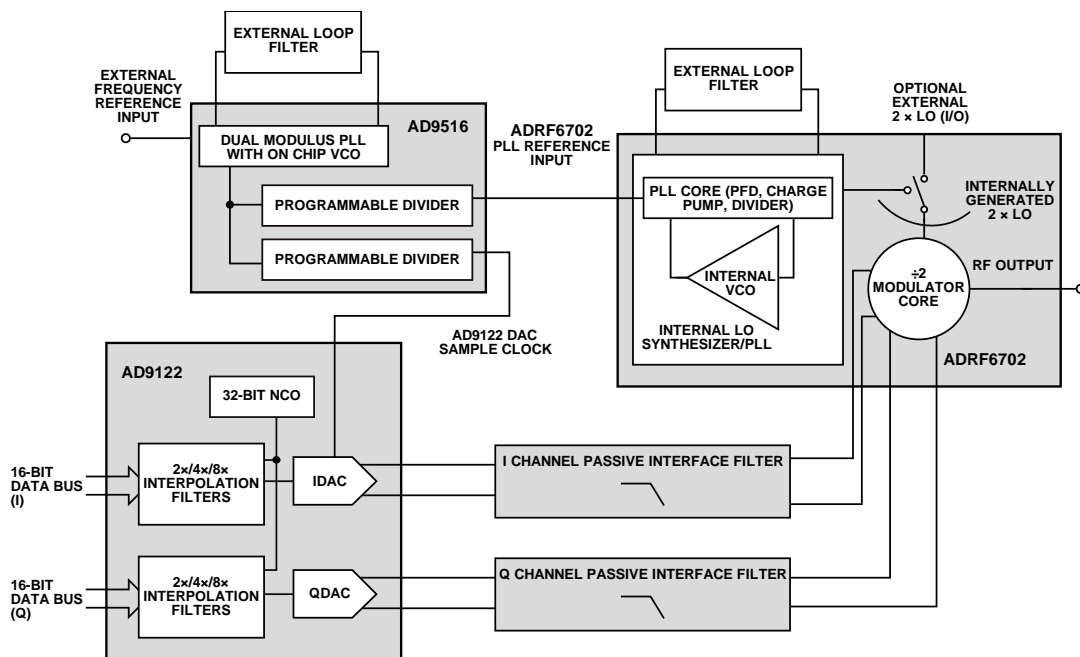 EXTERNAL LOOP
FILTER
EXTERNAL
FREQUENCY
REFERENCE
INPUT
AD9516
DUAL MODULUS PLL
WITH ON CHIP VCO
PROGRAMMABLE DIVIDER
PROGRAMMABLE DIVIDER
ADRF6702
PLL REFERENCE
INPUT
EXTERNAL LOOP
FILTER
OPTIONAL
EXTERNAL
2 × LO (I/O)
PLL CORE (PFD, CHARGE
PUMP, DIVIDER)
INTERNALLY
GENERATED
2 × LO
INTERNAL
VCO
INTERNAL LO
SYNTHESIZER/PLL
÷2
MODULATOR
CORE
RF OUTPUT
ADRF6702
AD9122 DAC
SAMPLE CLOCK
AD9122
32-BIT NCO
16-BIT
DATA BUS
(I)
2×/4×/8×
INTERPOLATION
FILTERS
IDAC
I CHANNEL PASSIVE INTERFACE FILTER
16-BIT
DATA BUS
(Q)
2×/4×/8×
INTERPOLATION
FILTERS
QDAC
Q CHANNEL PASSIVE INTERFACE FILTER